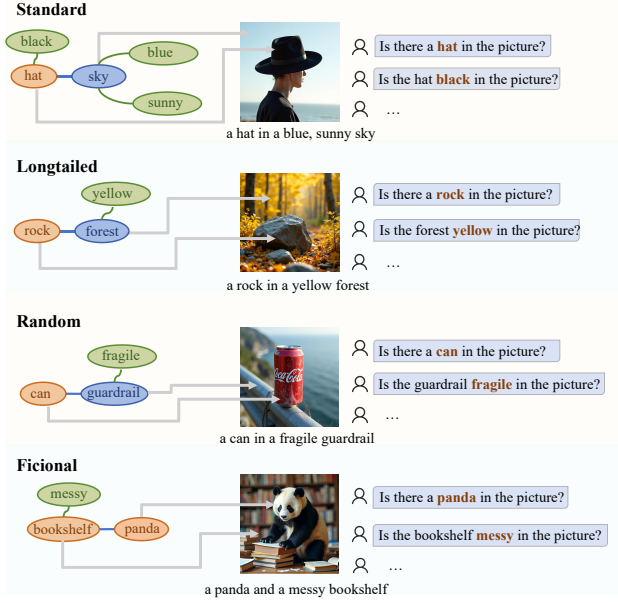 Standard
black
hat
sky
blue
sunny
Is there a hat in the picture?
Is the hat black in the picture?
...
a hat in a blue, sunny sky
Longtailed
yellow
rock
forest
Is there a rock in the picture?
Is the forest yellow in the picture?
...
a rock in a yellow forest
Random
fragile
can
guardrail
Coca-Cola
Is there a can in the picture?
Is the guardrail fragile in the picture?
...
a can in a fragile guardrail
Ficional
messy
bookshelf
panda
Is there a panda in the picture?
Is the bookshelf messy in the picture?
...
a panda and a messy bookshelf